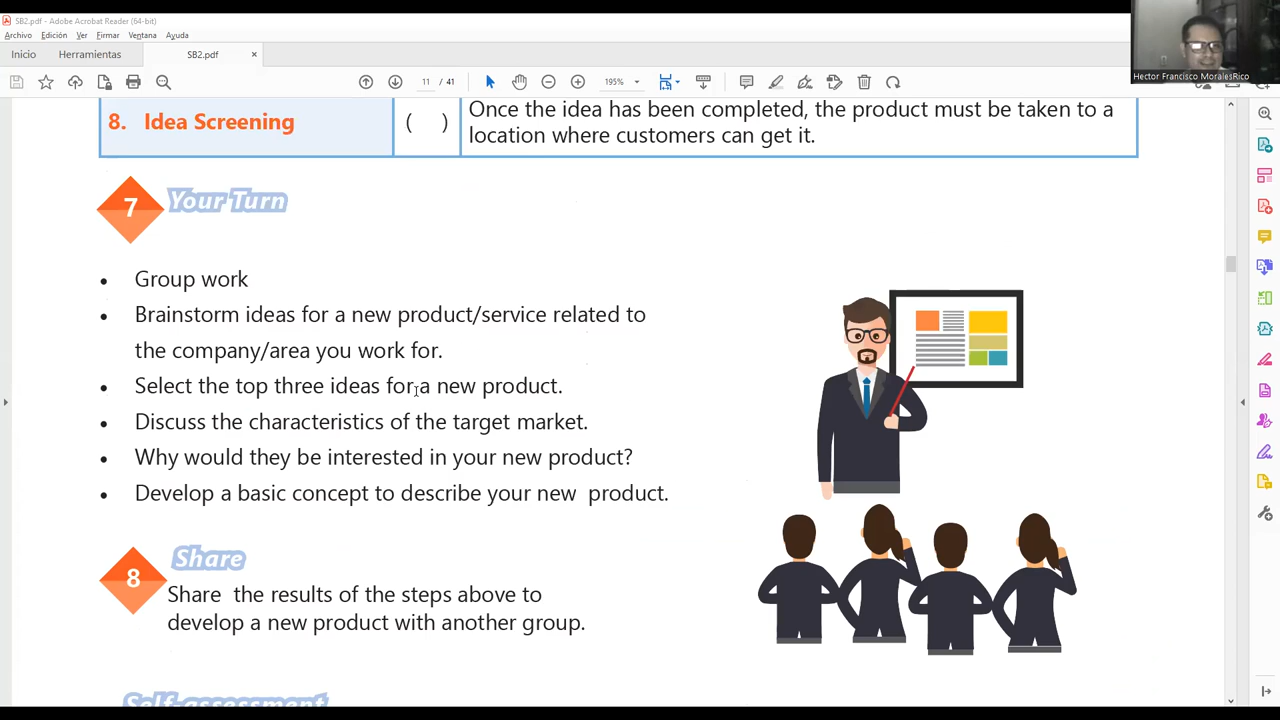 SB2.pdf - Adobe Acrobat Reader (64-bit)
Archivo Edición Ver Firmar Ventana Ayuda
Inicio Herramientas SB2.pdf ×
11 / 41 195%
Hector Francisco MoralesRico
8. Idea Screening ( ) Once the idea has been completed, the product must be taken to a
location where customers can get it.
7 Your Turn
• Group work
• Brainstorm ideas for a new product/service related to
the company/area you work for.
• Select the top three ideas for a new product.
• Discuss the characteristics of the target market.
• Why would they be interested in your new product?
• Develop a basic concept to describe your new product.
8 Share
Share the results of the steps above to
develop a new product with another group.
Self-assessment